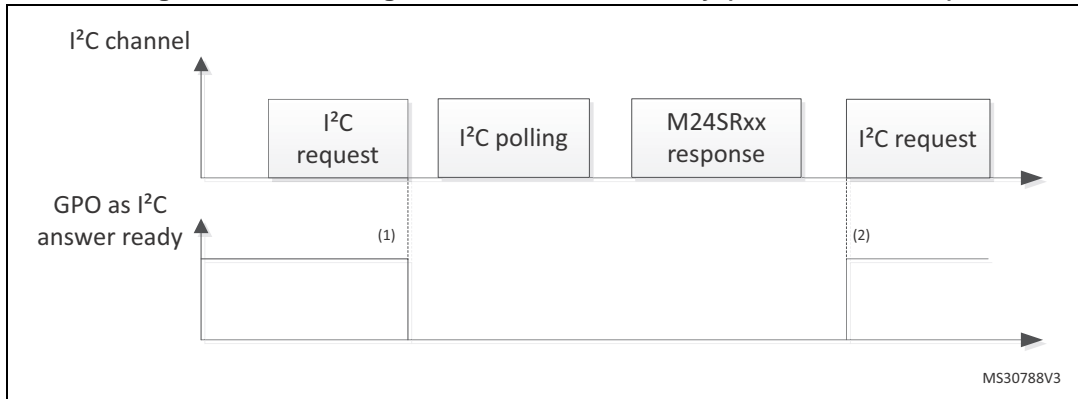 I²C channel
I²C
request
I²C polling
M24SRxx
response
I²C request
GPO as I²C
answer ready
(1)
(2)
MS30788V3